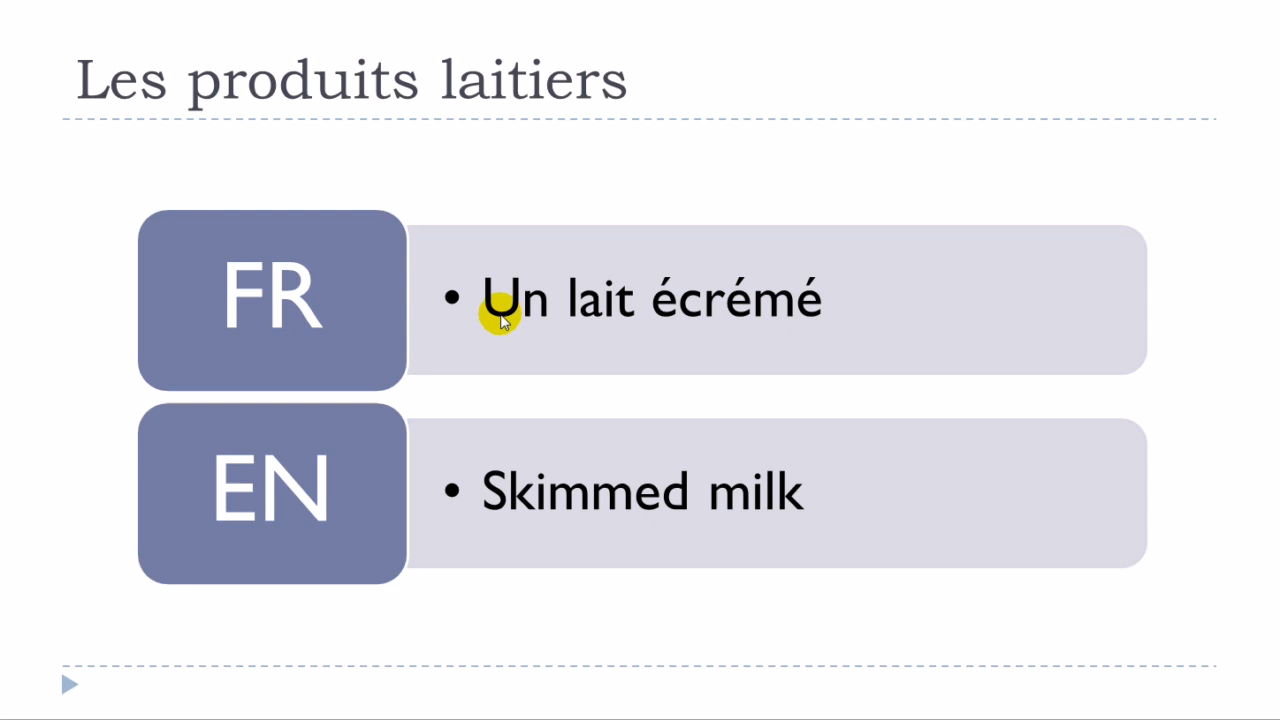 Les produits laitiers
FR
• Un lait écrémé
EN
• Skimmed milk